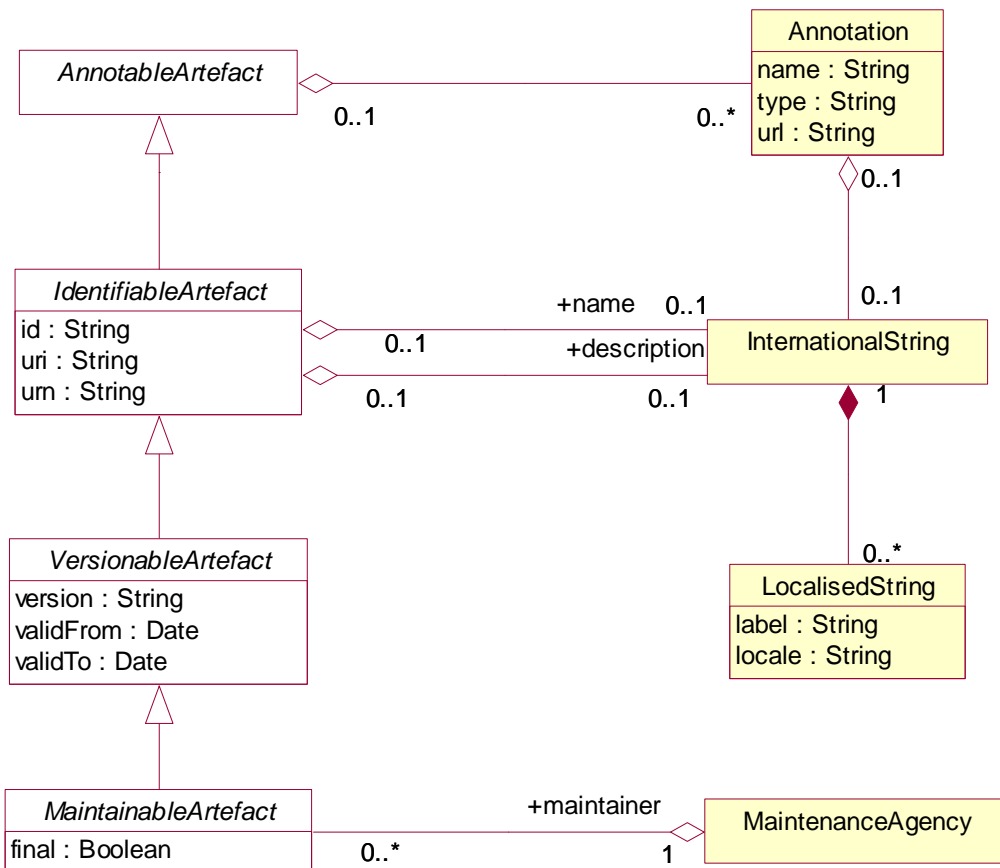 Annotation
name : String
type : String
url : String
AnnotableArtefact
0..1
0..*
0..1
0..1
IdentifiableArtefact
id : String
uri : String
urn : String
+name
0..1
0..1
+description
0..1
0..1
InternationalString
1
0..*
VersionableArtefact
version : String
validFrom : Date
validTo : Date
LocalisedString
label : String
locale : String
MaintainableArtefact
final : Boolean
+maintainer
0..*
1
MaintenanceAgency